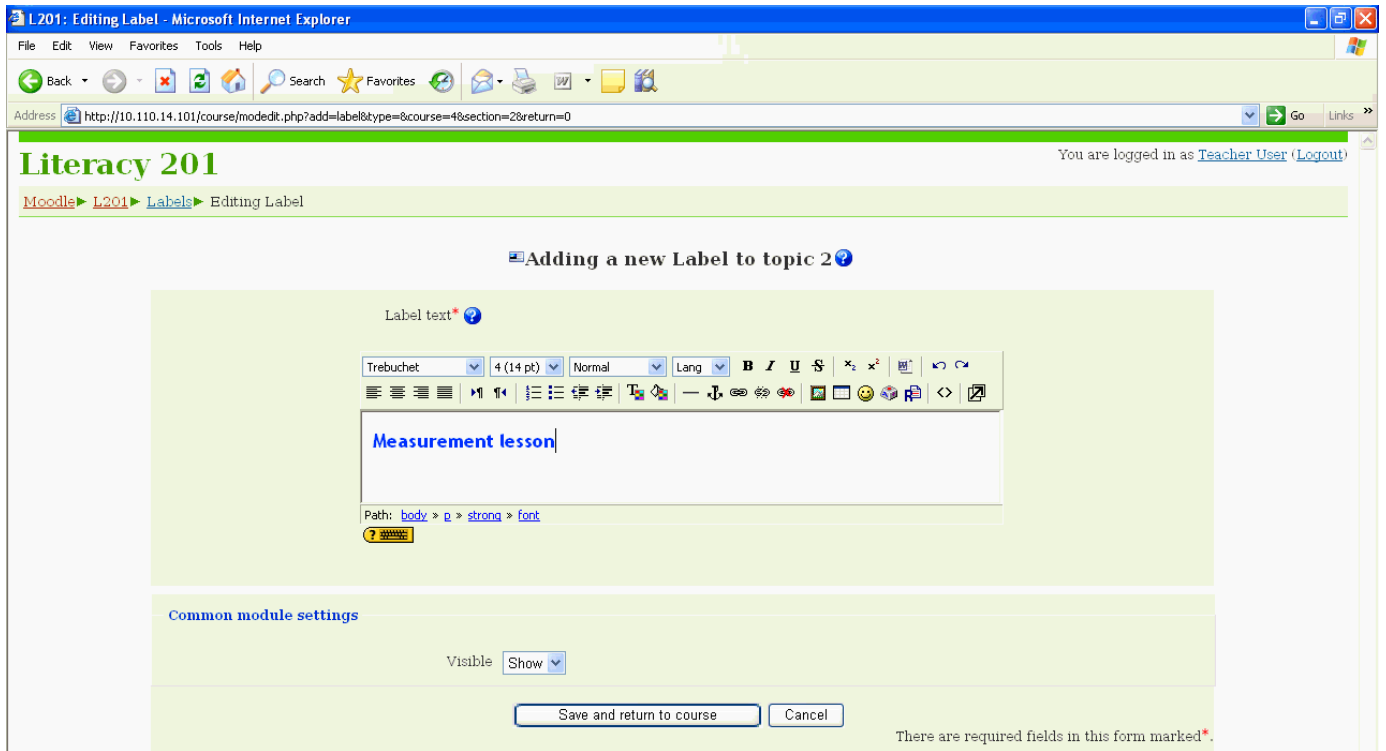 L201: Editing Label - Microsoft Internet Explorer
File Edit View Favorites Tools Help
Back Search Favorites
Address http://10.110.14.101/course/modedit.php?add=label&type=&course=4&section=2&return=0 Go Links »
Literacy 201
You are logged in as Teacher User (Logout)
Moodle► L201► Labels► Editing Label
Adding a new Label to topic 2
Label text*
Trebuchet 4 (14 pt) Normal Lang B I U S x₂ x²
Measurement lesson
Path: body » p » strong » font
Common module settings
Visible Show
Save and return to course Cancel
There are required fields in this form marked*.